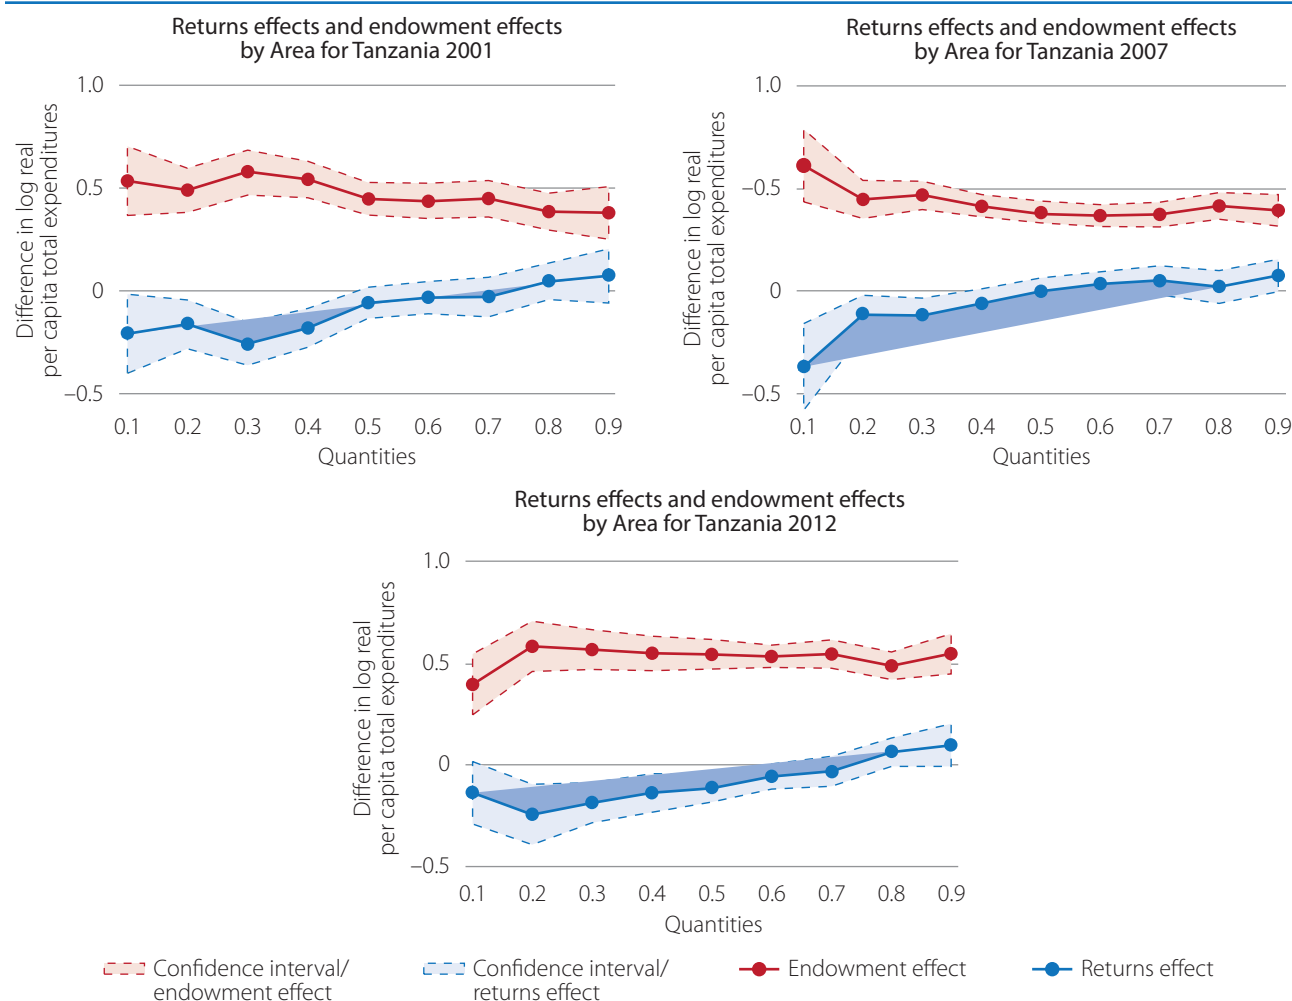 Returns effects and endowment effects
by Area for Tanzania 2001
Difference in log real
per capita total expenditures
1.0
0.5
0
−0.5
0.1 0.2 0.3 0.4 0.5 0.6 0.7 0.8 0.9
Quantities
Returns effects and endowment effects
by Area for Tanzania 2007
Difference in log real
per capita total expenditures
1.0
−0.5
0
−0.5
0.1 0.2 0.3 0.4 0.5 0.6 0.7 0.8 0.9
Quantities
Returns effects and endowment effects
by Area for Tanzania 2012
Difference in log real
per capita total expenditures
1.0
0.5
0
−0.5
0.1 0.2 0.3 0.4 0.5 0.6 0.7 0.8 0.9
Quantities
Confidence interval/
endowment effect
Confidence interval/
returns effect
Endowment effect
Returns effect